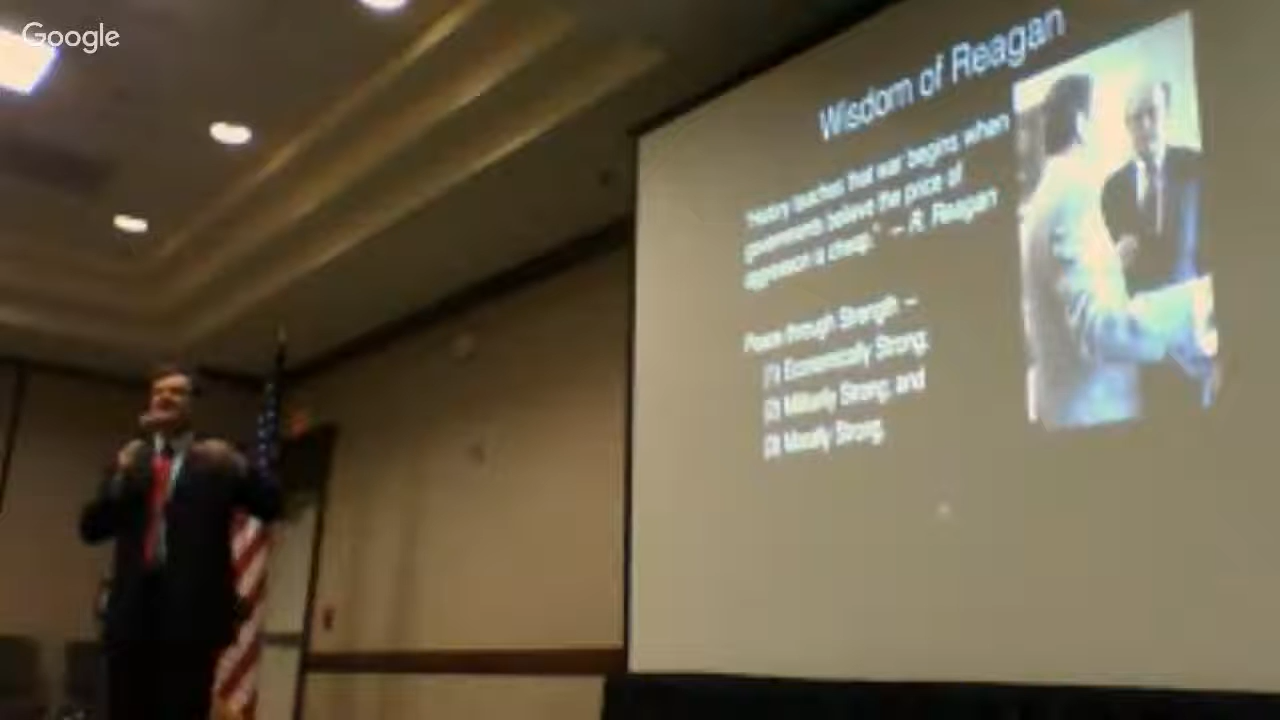 Google
Wisdom of Reagan
"History teaches that war begins when
governments believe the price of
aggression is cheap." – R. Reagan
Peace through Strength –
(1) Economically Strong,
(2) Militarily Strong, and
(3) Morally Strong.